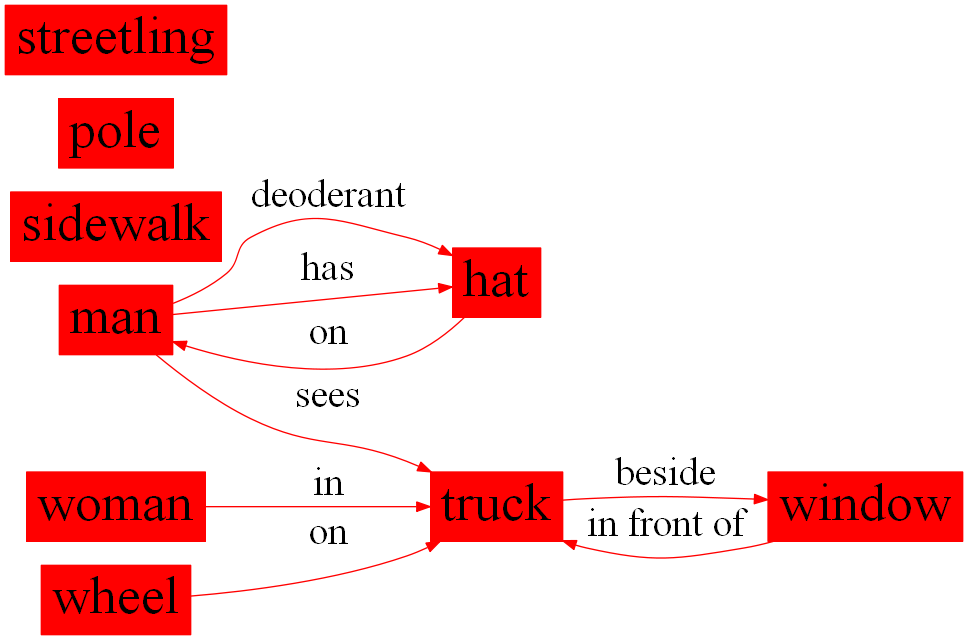 streetling
pole
sidewalk
deoderant
has
hat
man
on
sees
woman
in
truck
beside
window
in front of
on
wheel